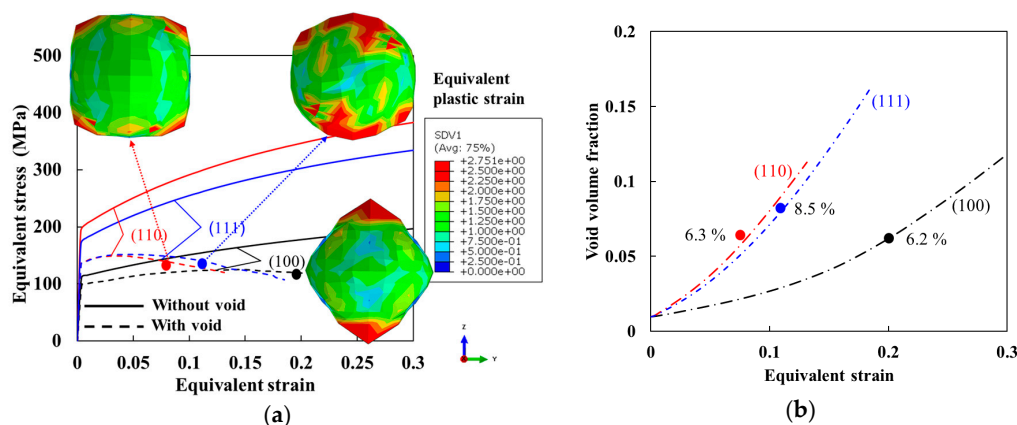 (a)
500
400
300
200
100
0
Equivalent stress (MPa)
0 0.05 0.1 0.15 0.2 0.25 0.3
Equivalent strain
(110)
(111)
(100)
Without void
With void
Equivalent
plastic strain
SDV1
(Avg: 75%)
+2.751e+00
+2.500e+00
+2.250e+00
+2.000e+00
+1.750e+00
+1.500e+00
+1.250e+00
+1.000e+00
+7.500e-01
+5.000e-01
+2.500e-01
+0.000e+00
Z
Y
(a)
(b)
0.2
0.15
0.1
0.05
0
Void volume fraction
0 0.1 0.2 0.3
Equivalent strain
(111)
(110)
(100)
8.5 %
6.3 %
6.2 %
(b)